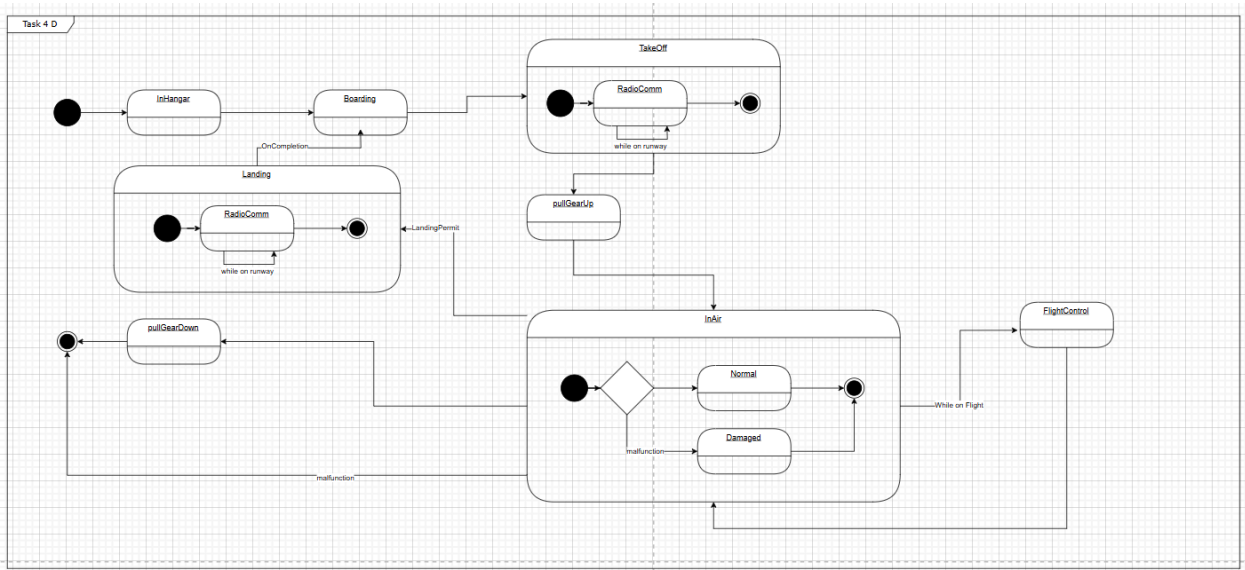 Task 4 D
TakeOff
InHangar
Boarding
RadioComm
while on runway
OnCompletion
Landing
RadioComm
while on runway
pullGearUp
LandingPermit
pullGearDown
InAir
FlightControl
Normal
While on Flight
Damaged
malfunction
malfunction